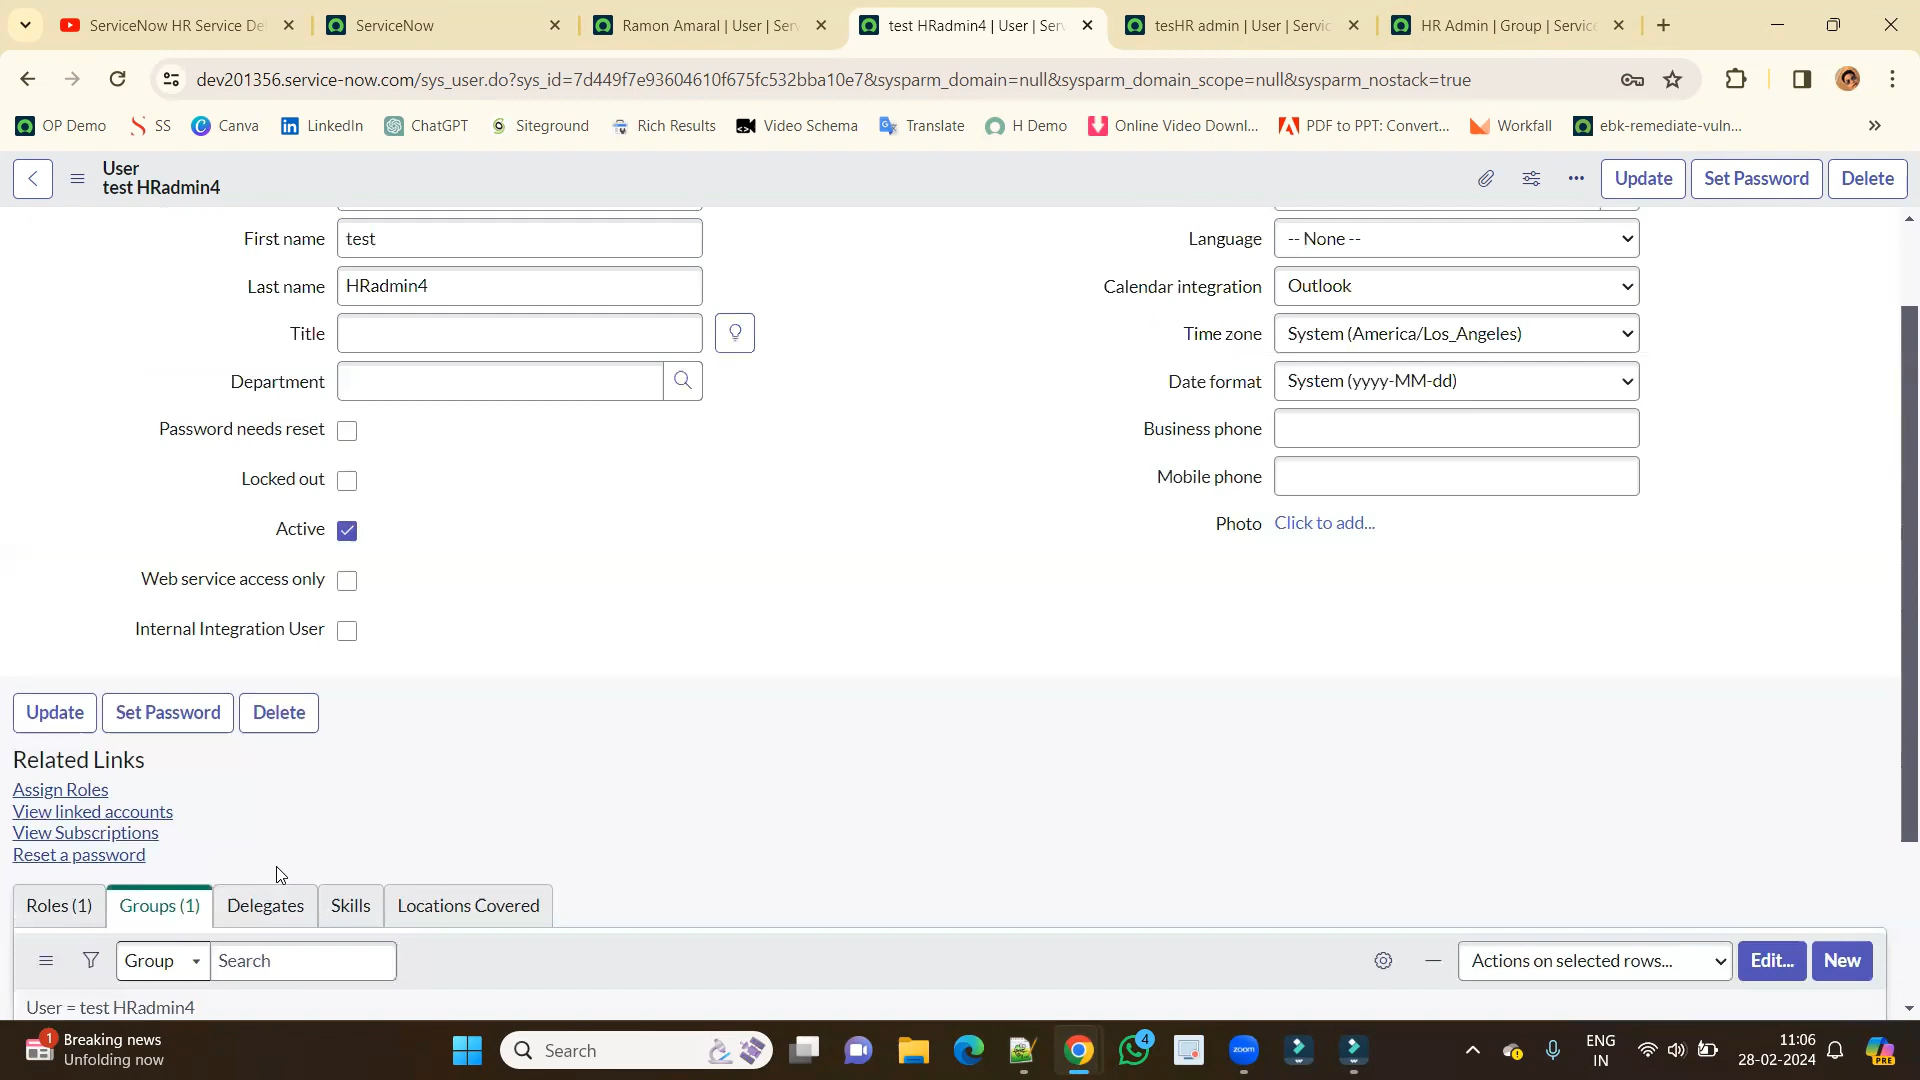 ServiceNow HR Service De
ServiceNow
Ramon Amaral | User | Ser
test HRadmin4 | User | Ser
tesHR admin | User | Servic
HR Admin | Group | Service
dev201356.service-now.com/sys_user.do?sys_id=7d449f7e93604610f675fc532bba10e7&sysparm_domain=null&sysparm_domain_scope=null&sysparm_nostack=true
OP Demo
SS
Canva
LinkedIn
ChatGPT
Siteground
Rich Results
Video Schema
Translate
H Demo
Online Video Downl...
PDF to PPT: Convert...
Workfall
ebk-remediate-vuln...
User
test HRadmin4
Update
Set Password
Delete
First name
test
Language
-- None --
Last name
HRadmin4
Calendar integration
Outlook
Title
Time zone
System (America/Los_Angeles)
Department
Date format
System (yyyy-MM-dd)
Password needs reset
Business phone
Locked out
Mobile phone
Active
Photo
Click to add...
Web service access only
Internal Integration User
Update
Set Password
Delete
Related Links
Assign Roles
View linked accounts
View Subscriptions
Reset a password
Roles (1)
Groups (1)
Delegates
Skills
Locations Covered
Group
Search
Actions on selected rows...
Edit...
New
User = test HRadmin4
1
Breaking news
Unfolding now
Search
zoom
4
ENG
IN
11:06
28-02-2024
PRE